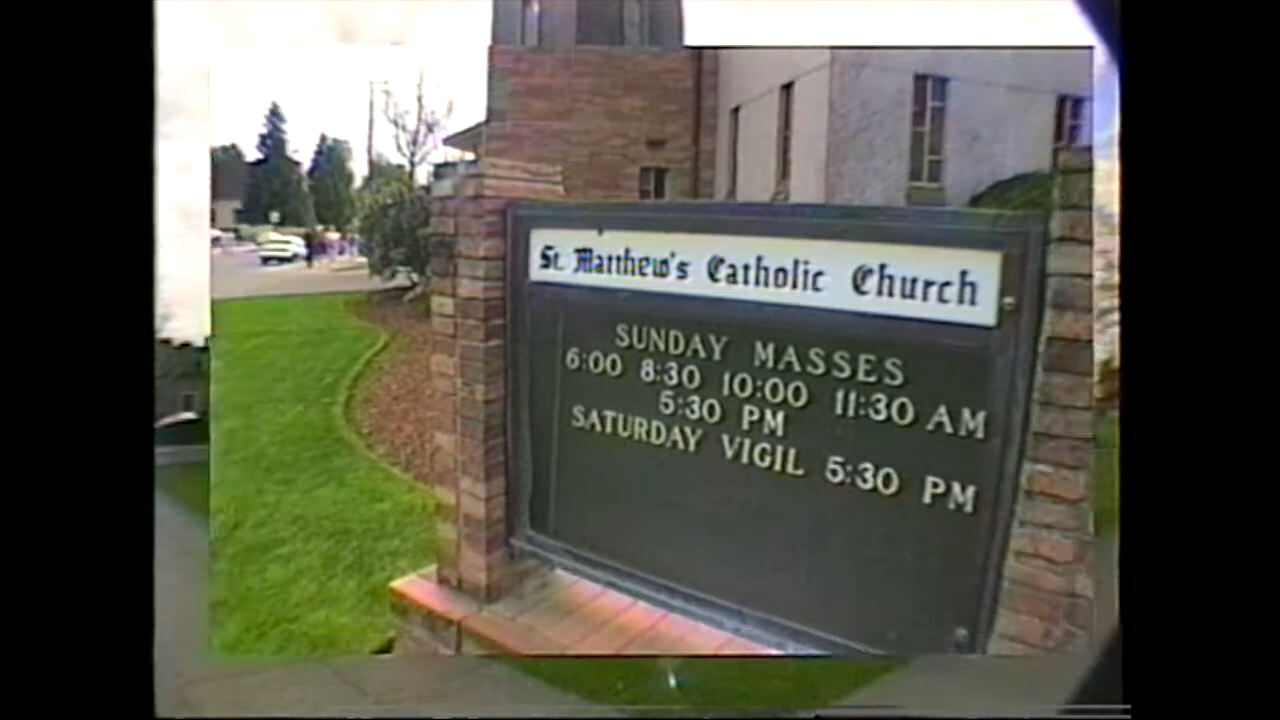 St. Matthew's Catholic Church
SUNDAY MASSES
6:00 8:30 10:00 11:30 AM
5:30 PM
SATURDAY VIGIL 5:30 PM